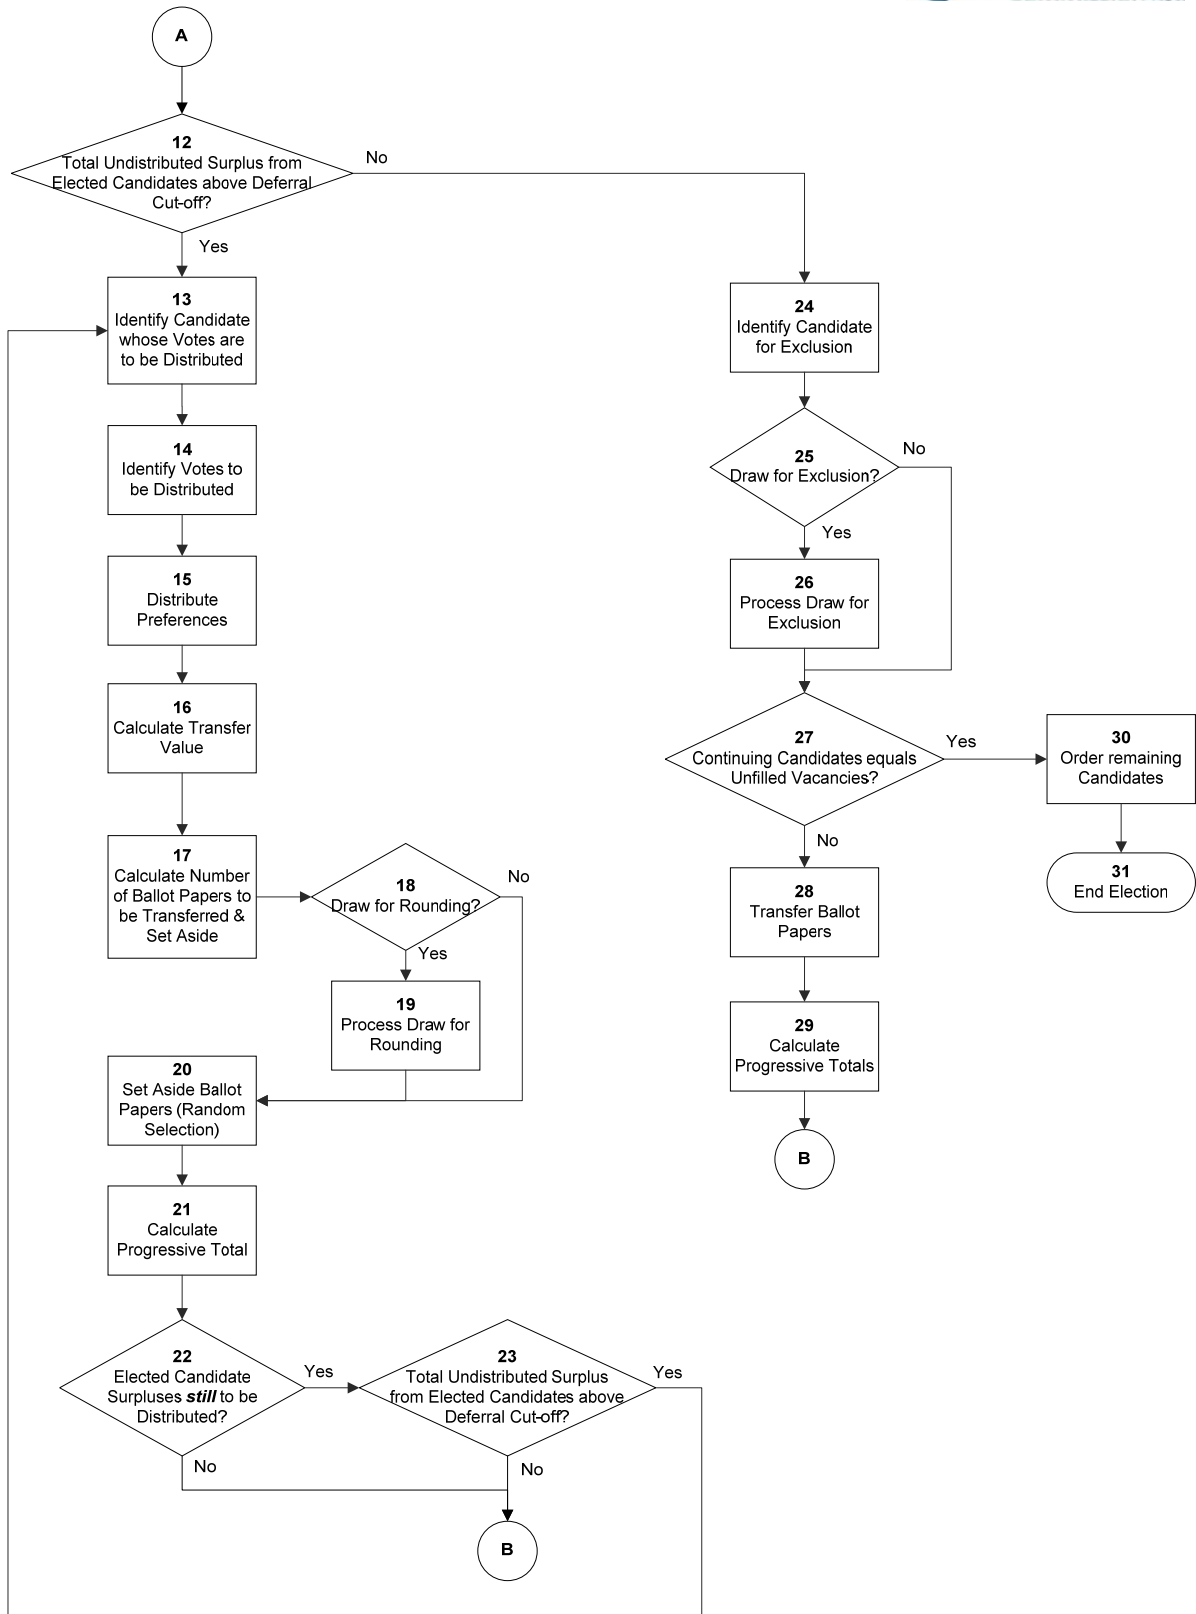 A
12
Total Undistributed Surplus from
Elected Candidates above Deferral
Cut-off?
No
Yes
13
Identify Candidate
whose Votes are
to be Distributed
14
Identify Votes to
be Distributed
15
Distribute
Preferences
16
Calculate Transfer
Value
17
Calculate Number
of Ballot Papers to
be Transferred &
Set Aside
18
Draw for Rounding?
No
Yes
19
Process Draw for
Rounding
20
Set Aside Ballot
Papers (Random
Selection)
21
Calculate
Progressive Total
22
Elected Candidate
Surpluses still to be
Distributed?
Yes
No
23
Total Undistributed Surplus
from Elected Candidates above
Deferral Cut-off?
Yes
No
B
24
Identify Candidate
for Exclusion
25
Draw for Exclusion?
No
Yes
26
Process Draw for
Exclusion
27
Continuing Candidates equals
Unfilled Vacancies?
Yes
No
28
Transfer Ballot
Papers
29
Calculate
Progressive Totals
B
30
Order remaining
Candidates
31
End Election